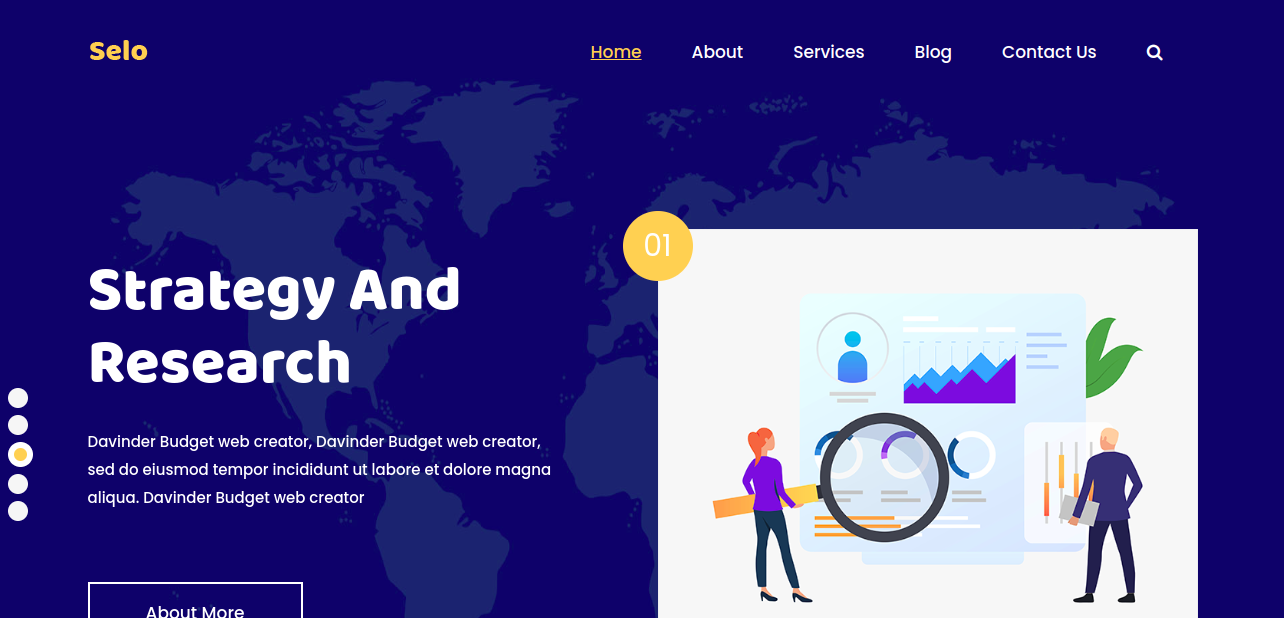 Selo
Home About Services Blog Contact Us
01
Strategy And
Research
Davinder Budget web creator, Davinder Budget web creator,
sed do eiusmod tempor incididunt ut labore et dolore magna
aliqua. Davinder Budget web creator
About More